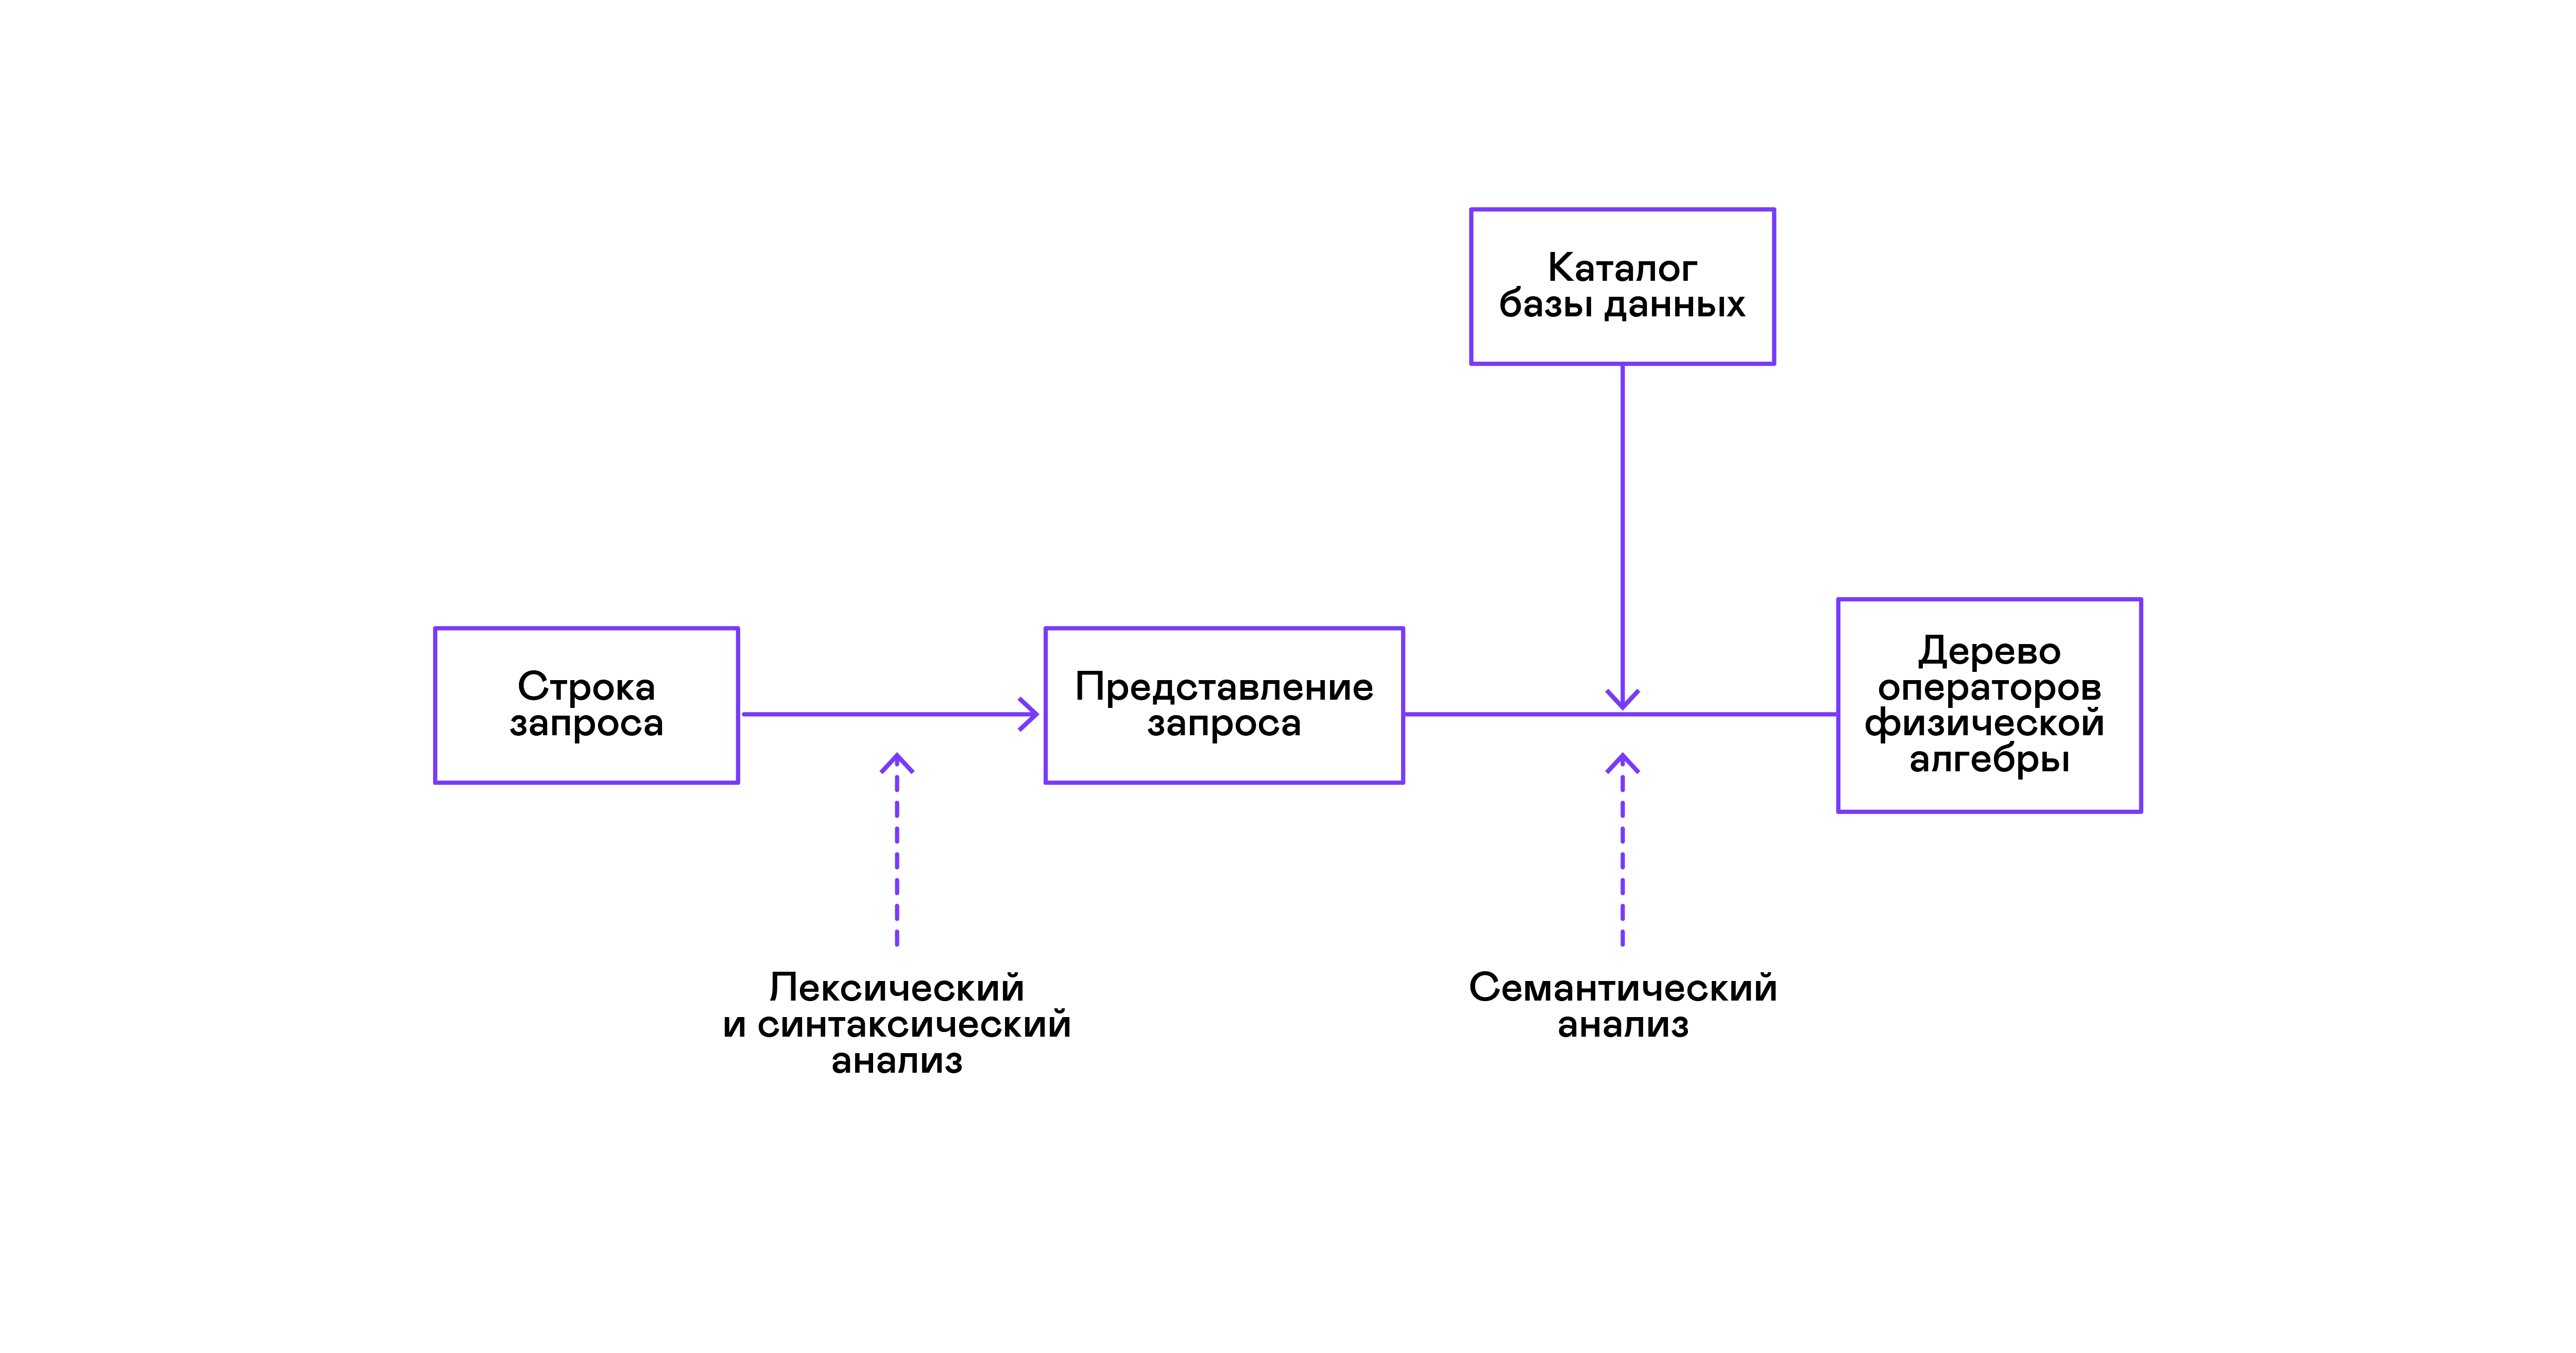 Каталог
базы данных
Строка
запроса
Представление
запроса
Дерево
операторов
физической
алгебры
Лексический
и синтаксический
анализ
Семантический
анализ